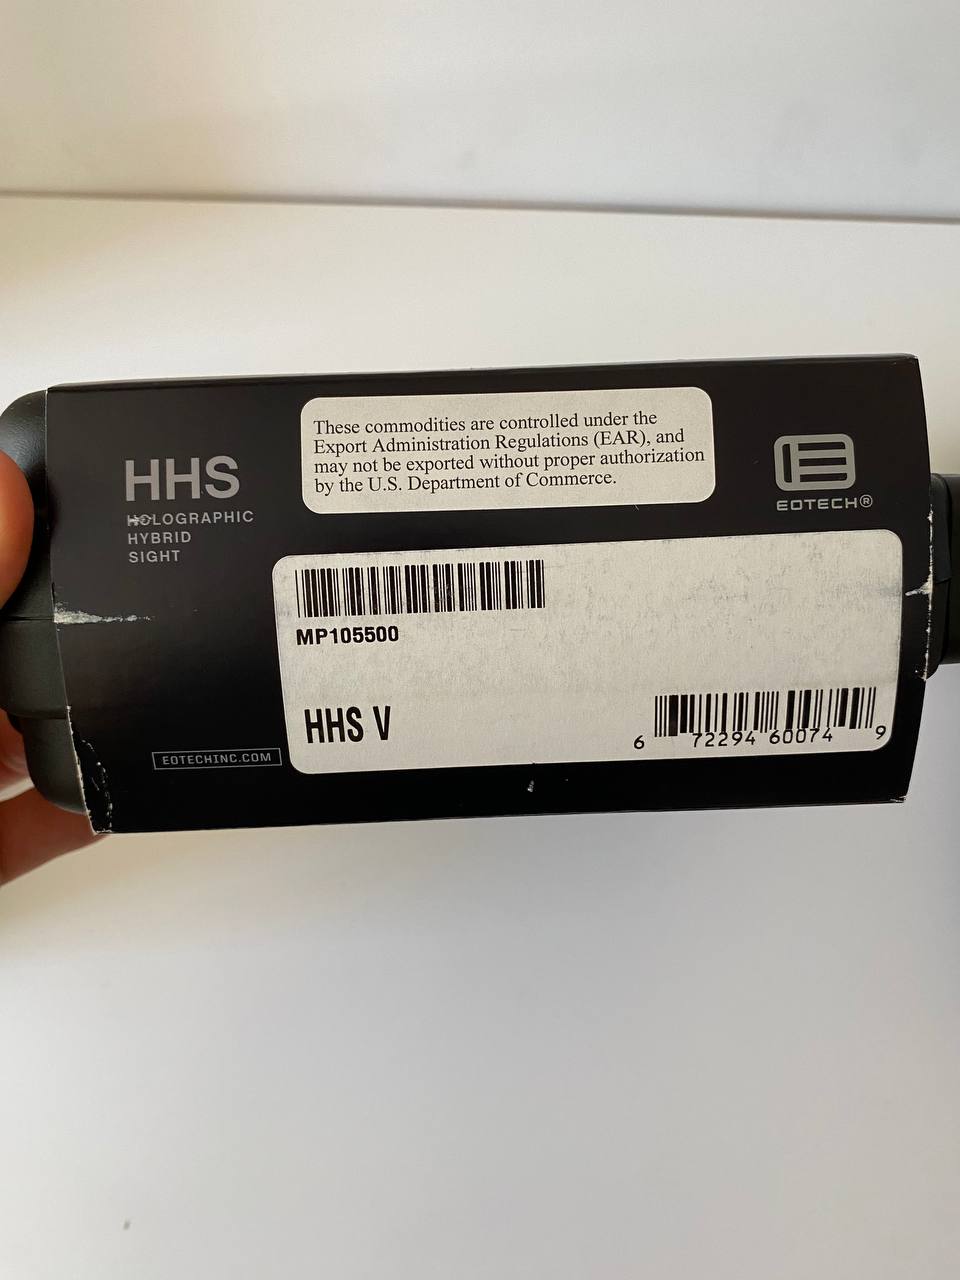 HHS
HOLOGRAPHIC
HYBRID
SIGHT
These commodities are controlled under the
Export Administration Regulations (EAR), and
may not be exported without proper authorization
by the U.S. Department of Commerce.
EOTECH®
MP105500
HHS V
6 72294 60074 9
EOTECHINC.COM